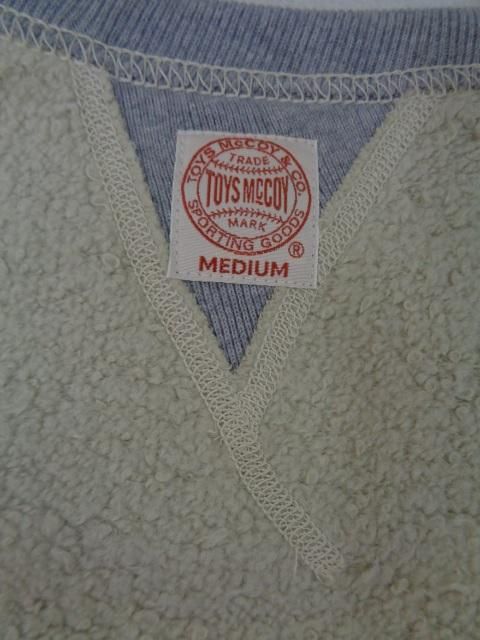 TOYS McCOY & CO.
TRADE
TOYS McCOY
MARK
SPORTING GOODS
®
MEDIUM